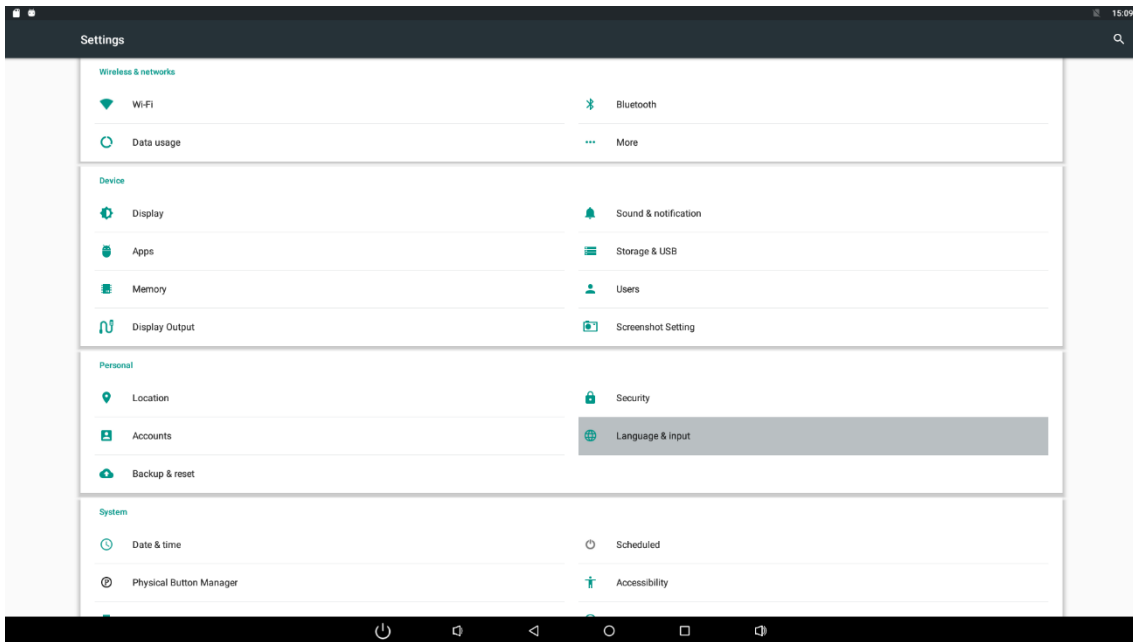 15:09
Settings
Wireless & networks
Wi-Fi
Bluetooth
Data usage
More
Device
Display
Sound & notification
Apps
Storage & USB
Memory
Users
Display Output
Screenshot Setting
Personal
Location
Security
Accounts
Language & input
Backup & reset
System
Date & time
Scheduled
Physical Button Manager
Accessibility